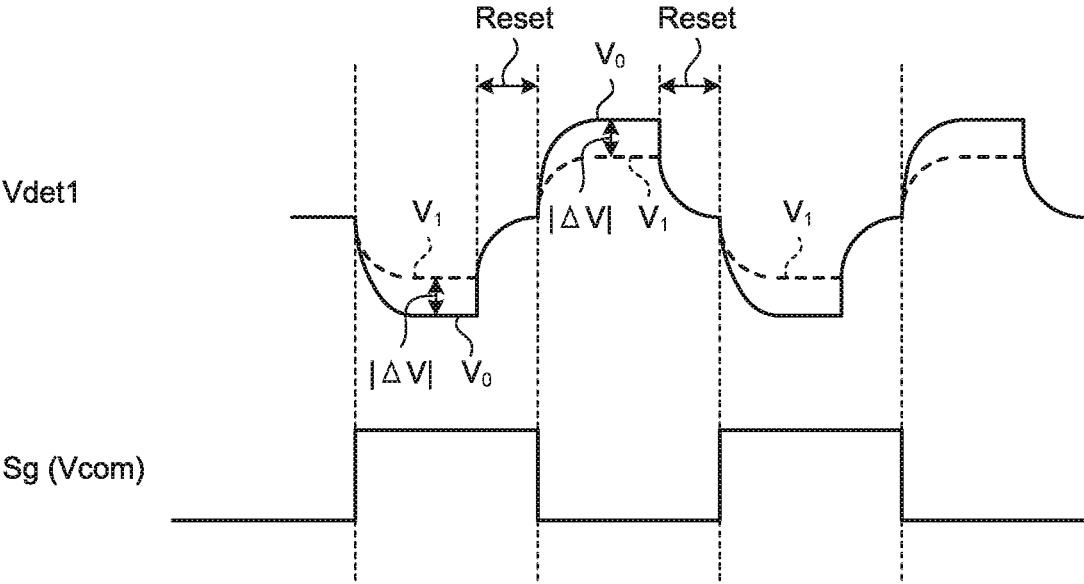 Reset
Reset
V₀
Vdet1
V₁
|ΔV|
V₁
V₁
|ΔV|
V₀
Sg (Vcom)